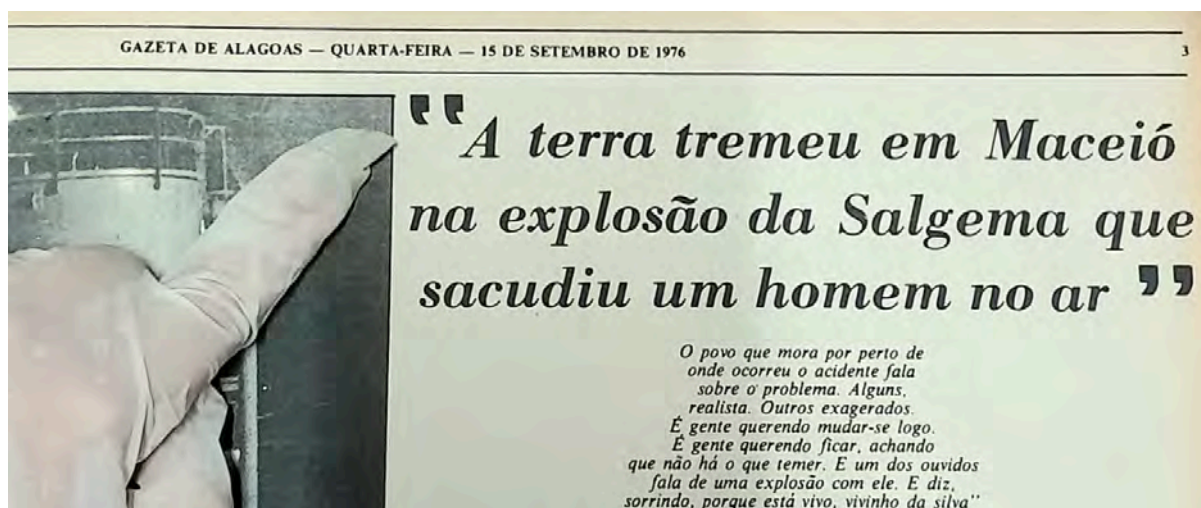 GAZETA DE ALAGOAS — QUARTA-FEIRA — 15 DE SETEMBRO DE 1976 3
"A terra tremeu em Maceió
na explosão da Salgema que
sacudiu um homem no ar"
O povo que mora por perto de
onde ocorreu o acidente fala
sobre o problema. Alguns,
realista. Outros exagerados.
É gente querendo mudar-se logo.
É gente querendo ficar, achando
que não há o que temer. E um dos ouvidos
fala de uma explosão com ele. E diz,
sorrindo, porque está vivo, vivinho da silva"